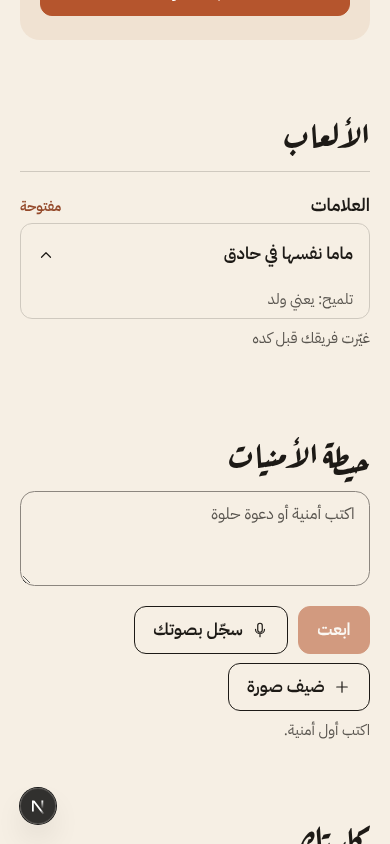 الألعاب
العلامات
مفتوحة
ماما نفسها في حادق
تلميح: يعني ولد
غيّرت فريقك قبل كده
حيطة الأمنيات
اكتب أمنية أو دعوة حلوة
ابعت
سجّل بصوتك
ضيف صورة
اكتب أول أمنية.
N